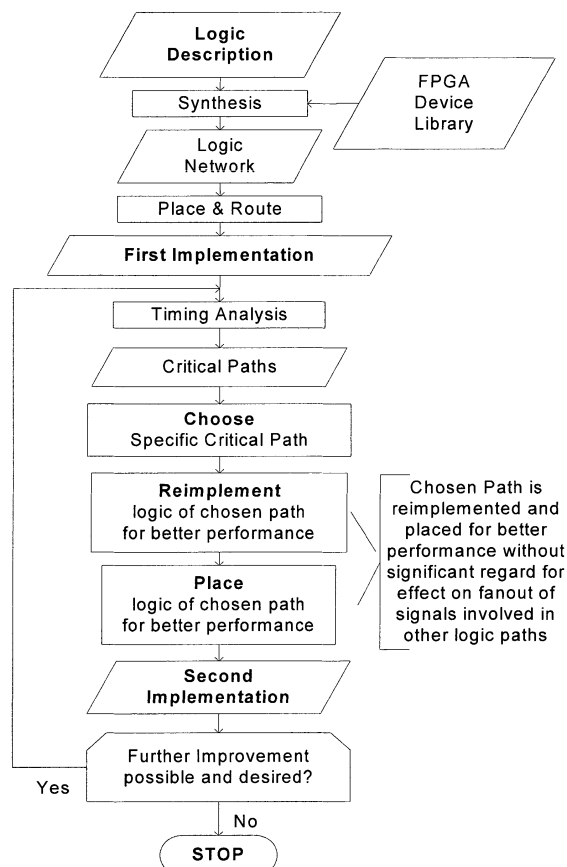 Logic
Description
Synthesis
FPGA
Device
Library
Logic
Network
Place & Route
First Implementation
Timing Analysis
Critical Paths
Choose
Specific Critical Path
Reimplement
logic of chosen path
for better performance
Place
logic of chosen path
for better performance
Chosen Path is
reimplemented and
placed for better
performance without
significant regard for
effect on fanout of
signals involved in
other logic paths
Second
Implementation
Further Improvement
possible and desired?
Yes
No
STOP